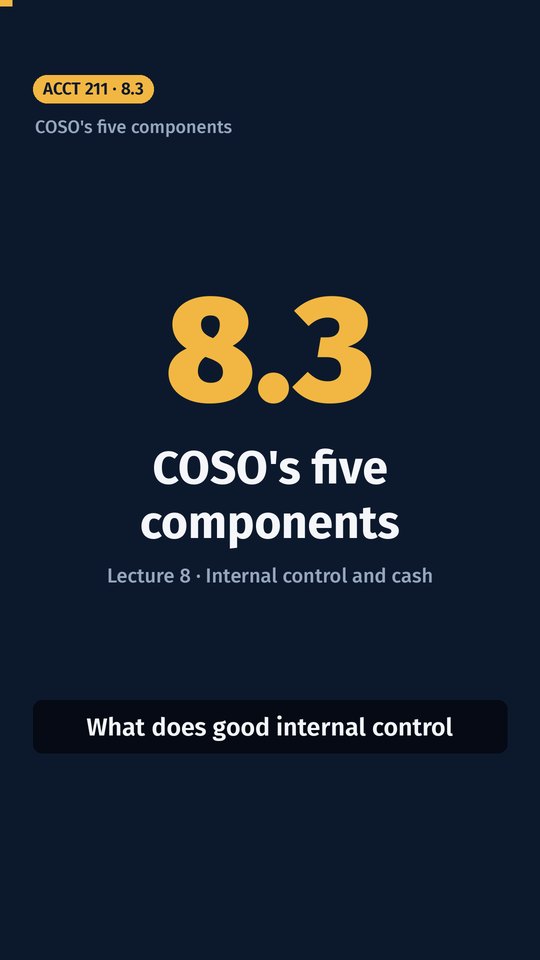 ACCT 211 · 8.3
COSO's five components
8.3
COSO's five
components
Lecture 8 · Internal control and cash
What does good internal control